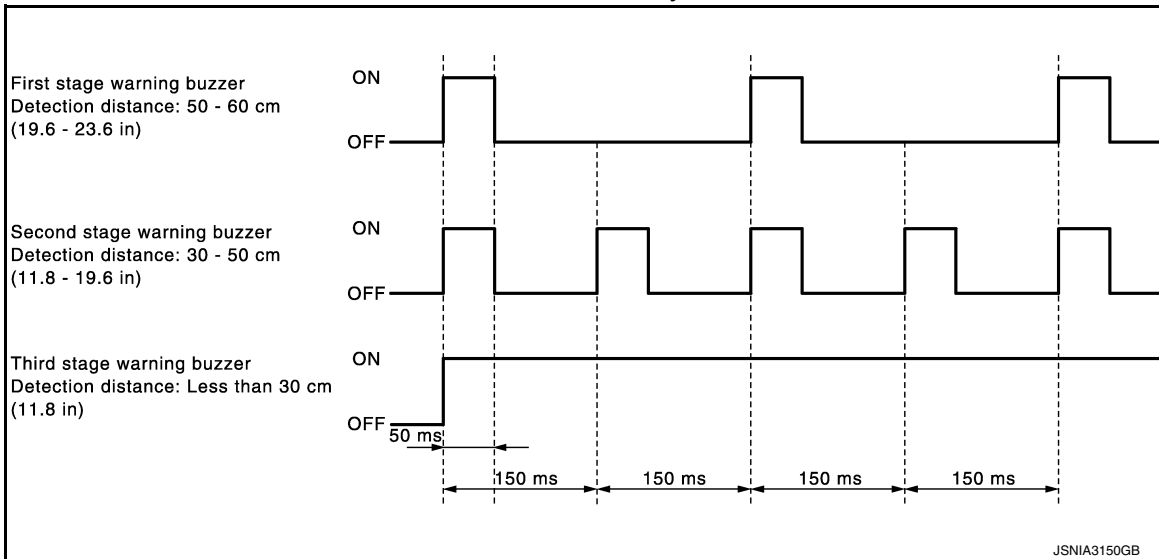 First stage warning buzzer
Detection distance: 50 - 60 cm
(19.6 - 23.6 in)
ON
OFF
Second stage warning buzzer
Detection distance: 30 - 50 cm
(11.8 - 19.6 in)
ON
OFF
Third stage warning buzzer
Detection distance: Less than 30 cm
(11.8 in)
ON
OFF
50 ms
150 ms
150 ms
150 ms
150 ms
JSNIA3150GB